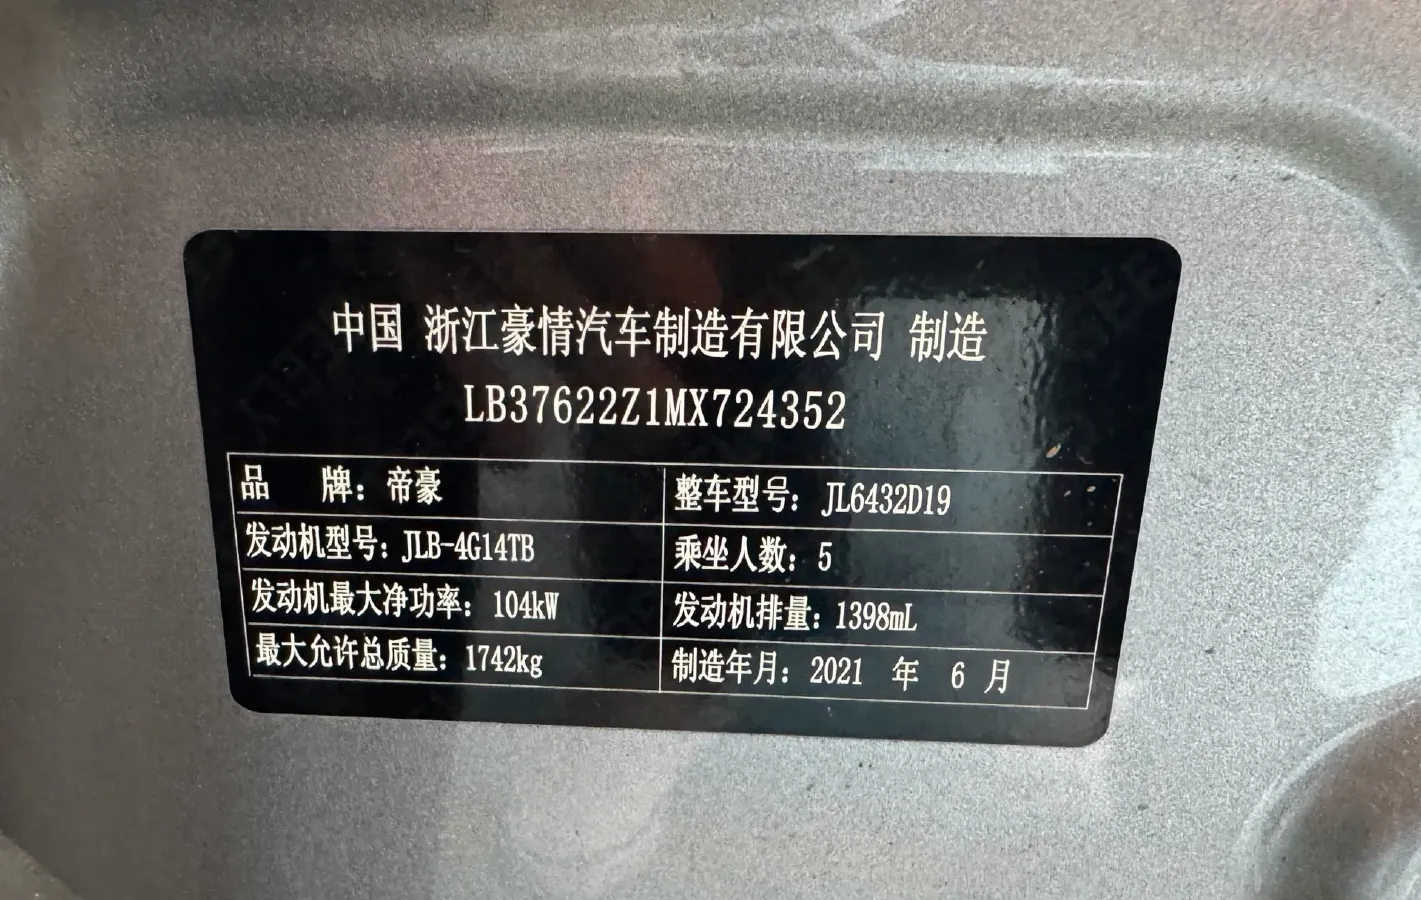 中国 浙江豪情汽车制造有限公司 制造
LB37622Z1MX724352
品 牌：帝豪 整车型号：JL6432D19
发动机型号：JLB-4G14TB 乘坐人数：5
发动机最大净功率：104kW 发动机排量：1398mL
最大允许总质量：1742kg 制造年月：2021 年 6 月